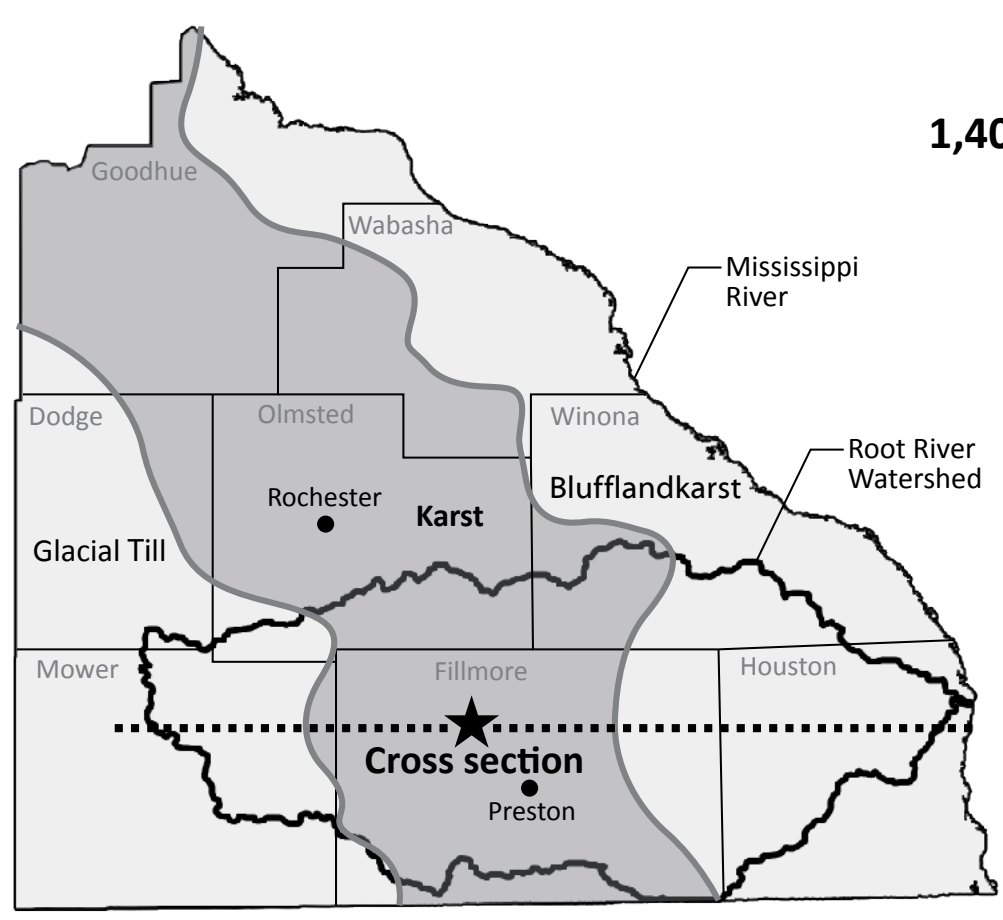 1,40
Goodhue
Wabasha
Mississippi
River
Dodge
Olmsted
Winona
Root River
Watershed
Rochester
Karst
Blufflandkarst
Glacial Till
Mower
Fillmore
Houston
Cross section
Preston